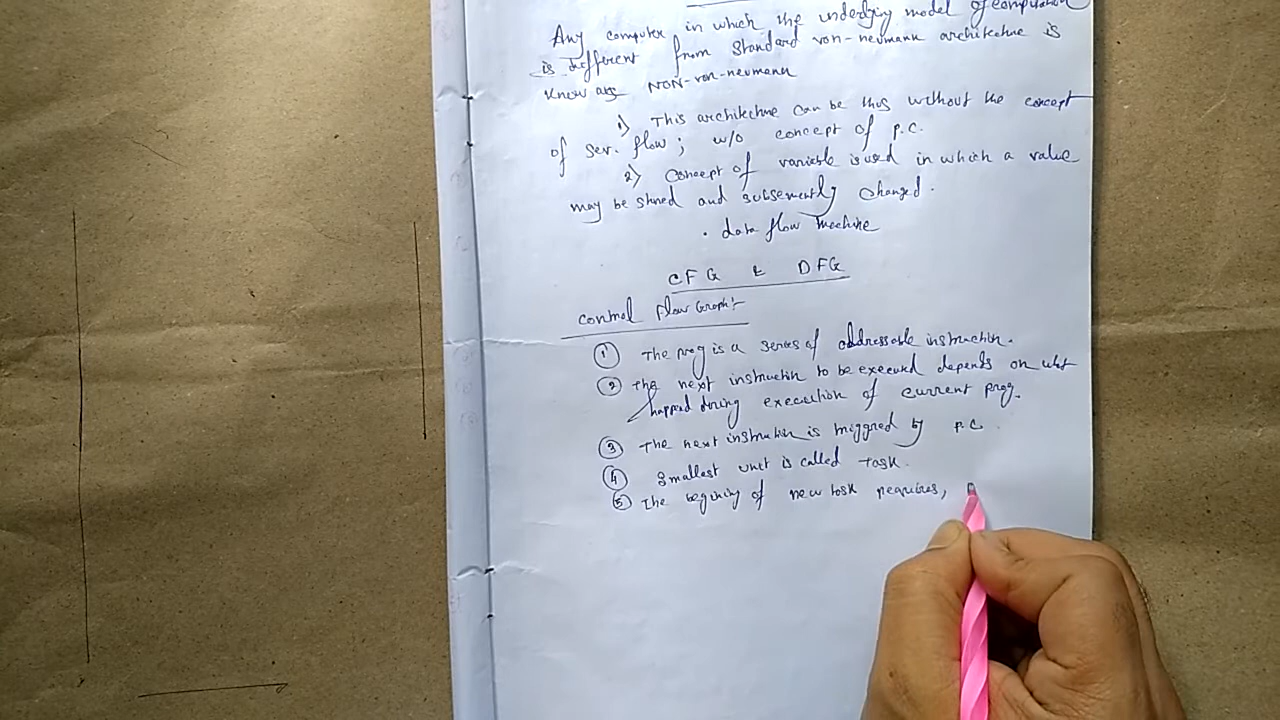 Any computer in which the underlying model of computation
is different from standard von-neumann architecture is
known as NON-von-neumann
1) This architecture can be thus without the concept
of ser. flow; w/o concept of p.c.
2) Concept of variable is used in which a value
may be stored and subsequently changed.
. data flow machine
CFG & DFG
Control Flow Graph:-
① The prog is a series of addressable instruction.
② The next instruction to be executed depends on what
happened during execution of current prog.
③ The next instruction is triggered by P.C.
④ Smallest unit is called task.
⑤ The begining of new task requires,